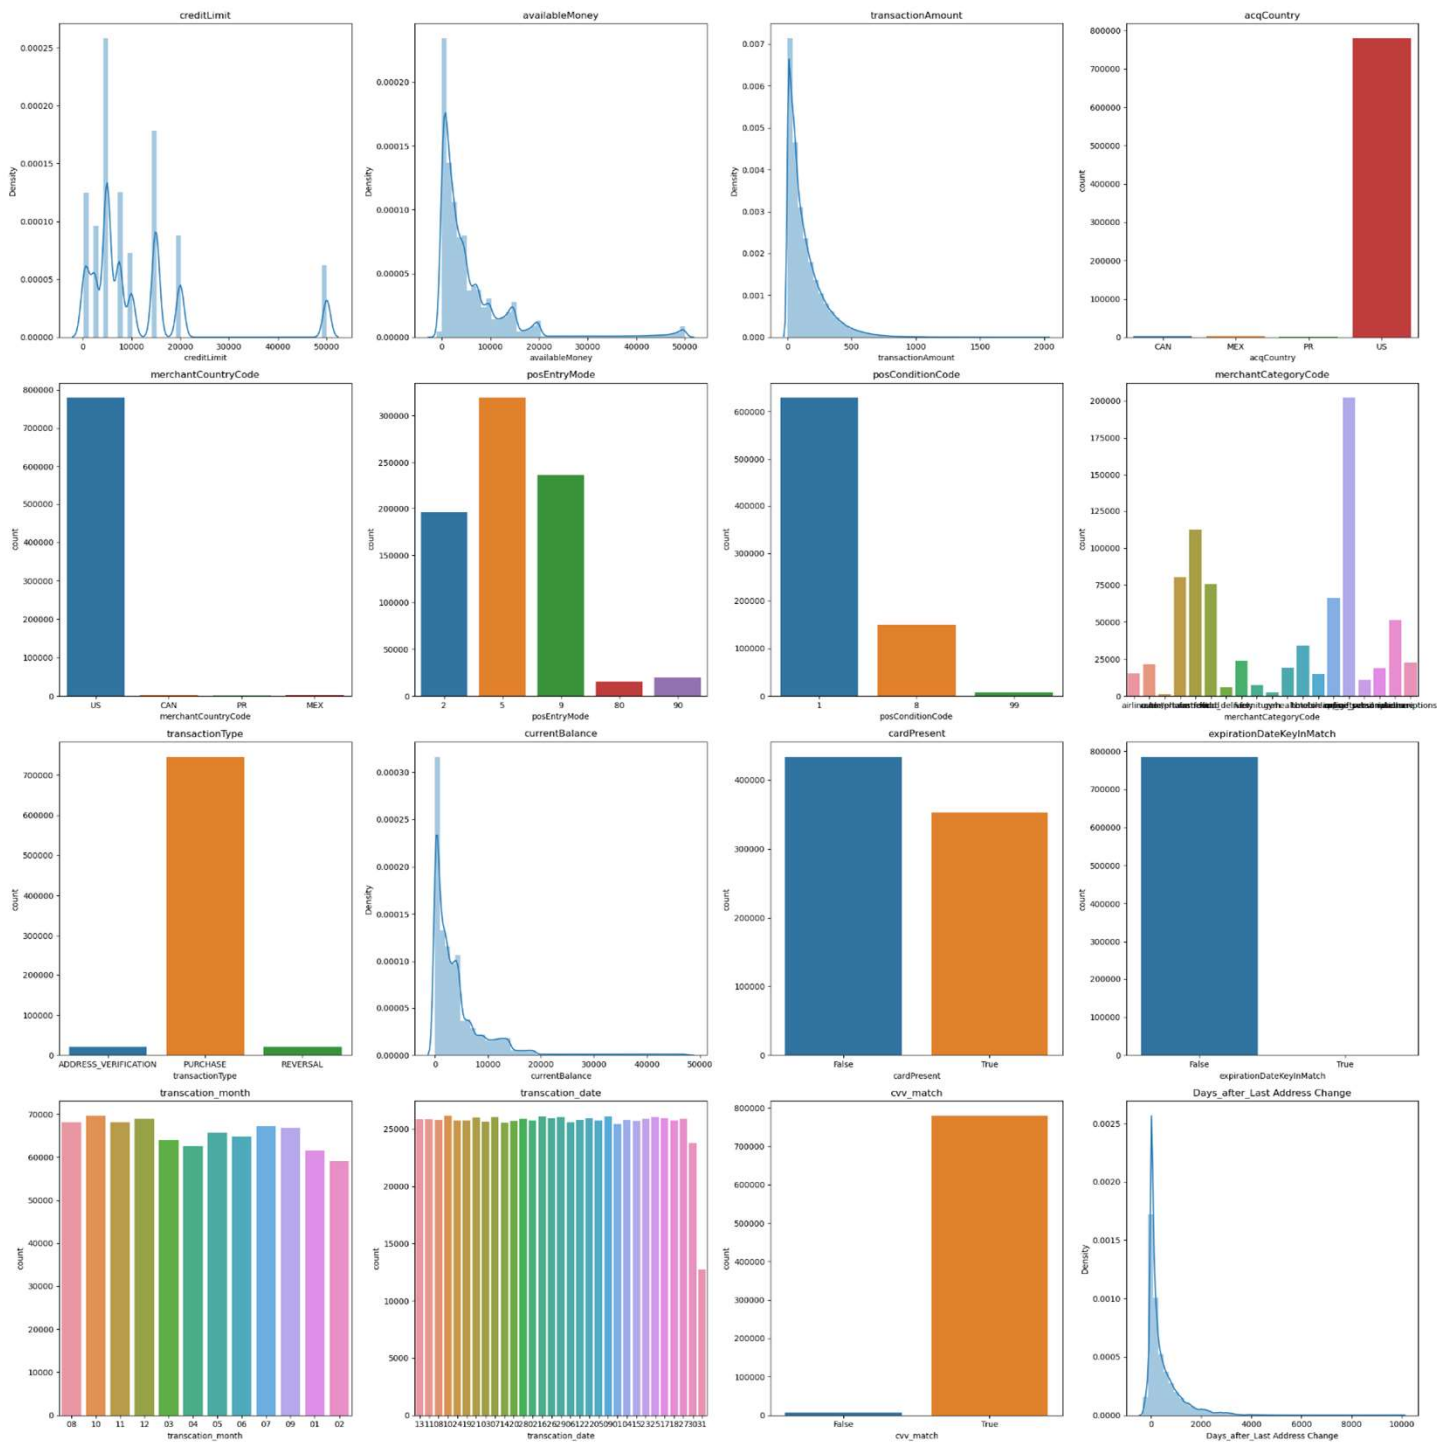 creditLimit
0.00025
0.00020
0.00015
0.00010
0.00005
0.00000
Density
0 10000 20000 30000 40000 50000
creditLimit
availableMoney
0.00020
0.00015
0.00010
0.00005
0.00000
Density
0 10000 20000 30000 40000 50000
availableMoney
transactionAmount
0.007
0.006
0.005
0.004
0.003
0.002
0.001
0.000
Density
0 500 1000 1500 2000
transactionAmount
acqCountry
800000
700000
600000
500000
400000
300000
200000
100000
0
count
CAN MEX PR US
acqCountry
merchantCountryCode
800000
700000
600000
500000
400000
300000
200000
100000
0
count
US CAN PR MEX
merchantCountryCode
posEntryMode
300000
250000
200000
150000
100000
50000
0
count
2 5 9 80 90
posEntryMode
posConditionCode
600000
500000
400000
300000
200000
100000
0
count
1 8 99
posConditionCode
merchantCategoryCode
200000
175000
150000
125000
100000
75000
50000
25000
0
count
merchantCategoryCode
transactionType
700000
600000
500000
400000
300000
200000
100000
0
count
ADDRESS_VERIFICATION PURCHASE REVERSAL
transactionType
currentBalance
0.00030
0.00025
0.00020
0.00015
0.00010
0.00005
0.00000
Density
0 10000 20000 30000 40000 50000
currentBalance
cardPresent
400000
300000
200000
100000
0
count
False True
cardPresent
expirationDateKeyInMatch
800000
700000
600000
500000
400000
300000
200000
100000
0
count
False True
expirationDateKeyInMatch
transcation_month
70000
60000
50000
40000
30000
20000
10000
0
count
08 10 11 12 03 04 05 06 07 09 01 02
transcation_month
transcation_date
25000
20000
15000
10000
5000
0
count
13110810241921030714202802162629061222050901041523251718273031
transcation_date
cvv_match
800000
700000
600000
500000
400000
300000
200000
100000
0
count
False True
cvv_match
Days_after_Last Address Change
0.0025
0.0020
0.0015
0.0010
0.0005
0.0000
Density
0 2000 4000 6000 8000 10000
Days_after_Last Address Change